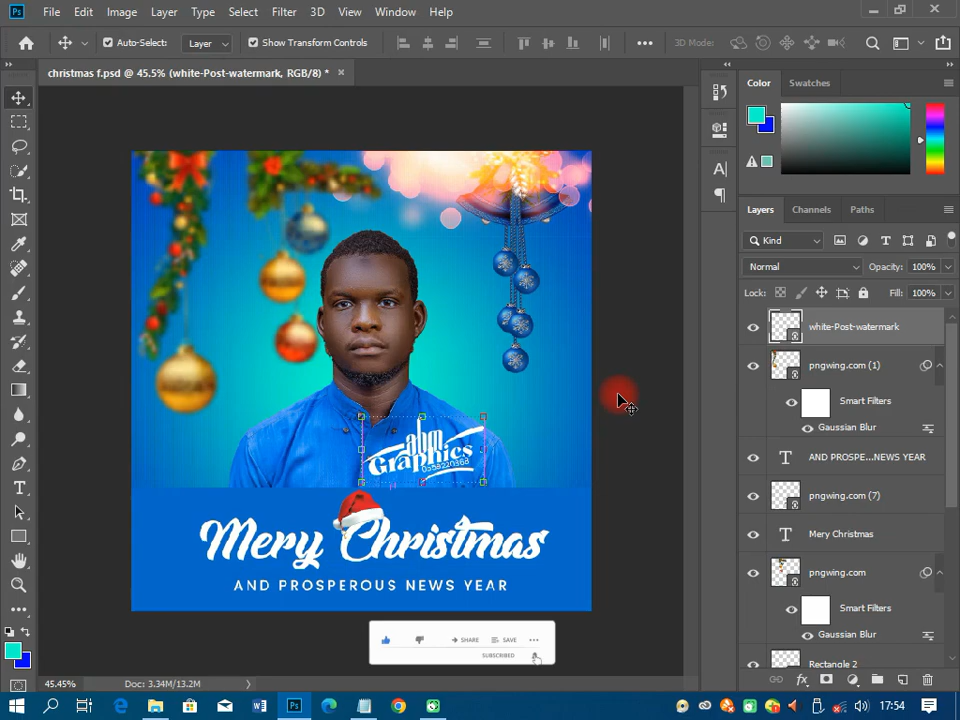 Ps File Edit Image Layer Type Select Filter 3D View Window Help
Auto-Select: Layer Show Transform Controls 3D Mode:
christmas f.psd @ 45.5% (white-Post-watermark, RGB/8) * ×
Color Swatches
Layers Channels Paths
Kind
Normal Opacity: 100%
Lock: Fill: 100%
white-Post-watermark
pngwing.com (1)
Smart Filters
Gaussian Blur
AND PROSPE...NEW YEAR
pngwing.com (7)
Mery Christmas
pngwing.com
Smart Filters
Gaussian Blur
Rectangle 2
abm
Graphics
Mery Christmas
AND PROSPEROUS NEWS YEAR
SHARE SAVE
SUBSCRIBED
45.45% Doc: 3.34M/13.2M
17:54